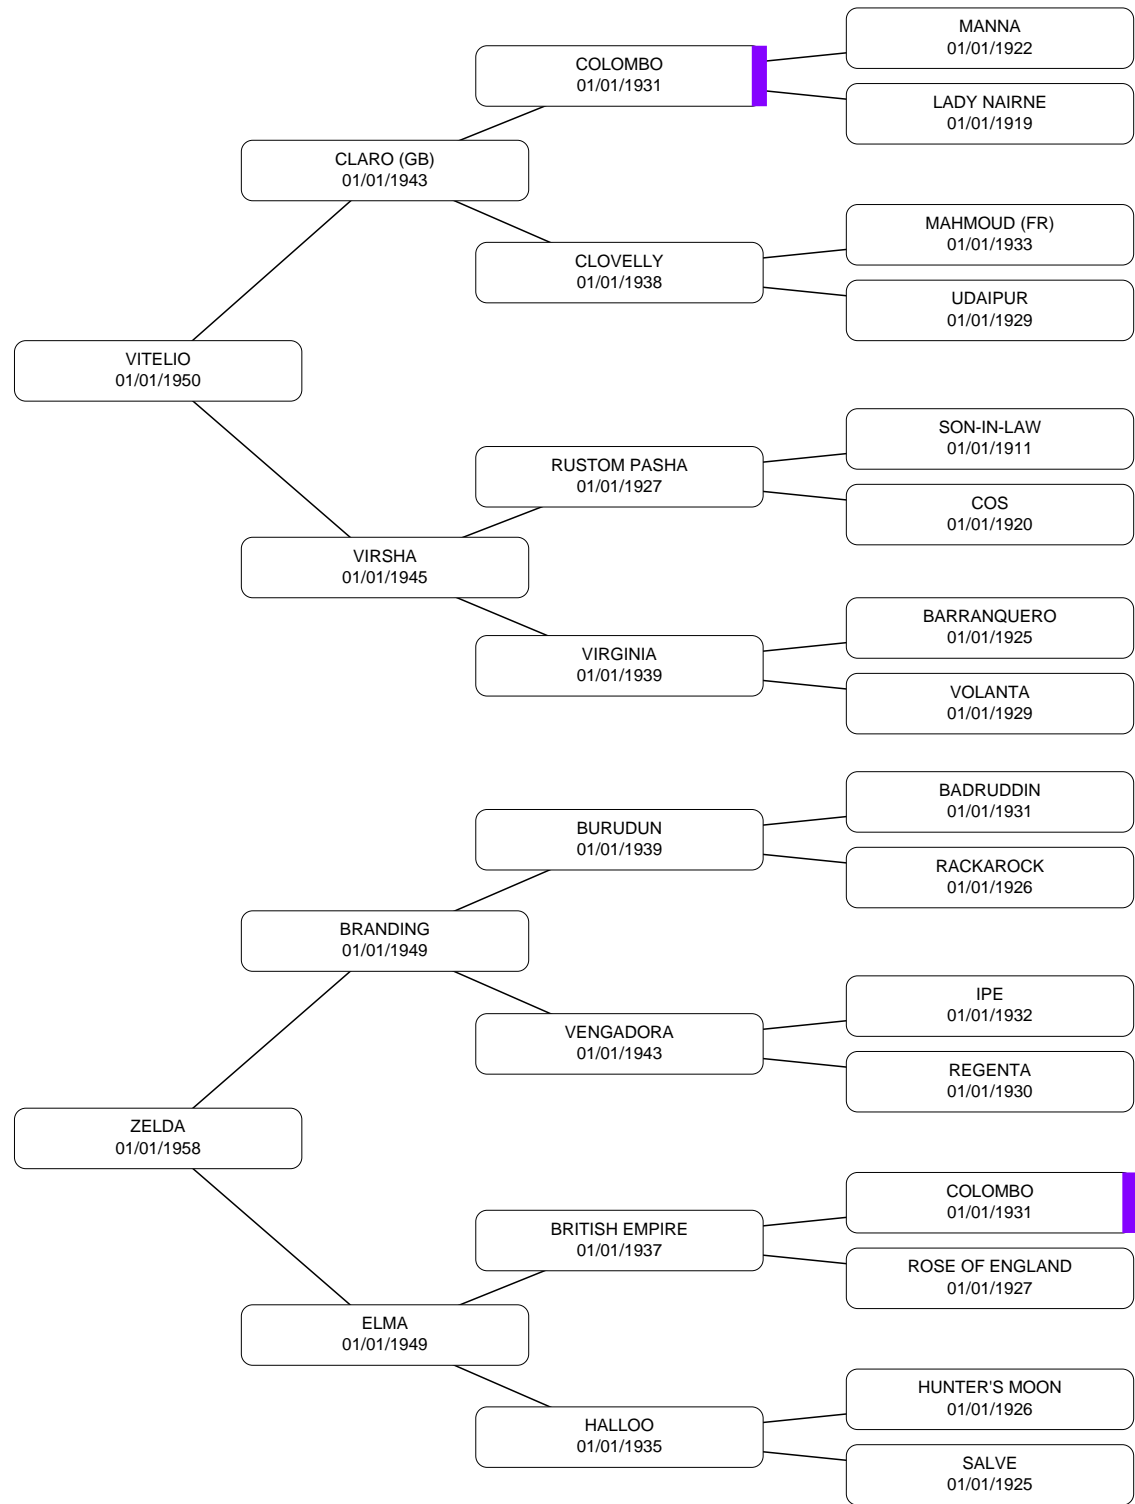 MANNA
01/01/1922
COLOMBO
01/01/1931
LADY NAIRNE
01/01/1919
CLARO (GB)
01/01/1943
MAHMOUD (FR)
01/01/1933
CLOVELLY
01/01/1938
UDAIPUR
01/01/1929
VITELIO
01/01/1950
SON-IN-LAW
01/01/1911
RUSTOM PASHA
01/01/1927
COS
01/01/1920
VIRSHA
01/01/1945
BARRANQUERO
01/01/1925
VIRGINIA
01/01/1939
VOLANTA
01/01/1929
BADRUDDIN
01/01/1931
BURUDUN
01/01/1939
RACKAROCK
01/01/1926
BRANDING
01/01/1949
IPE
01/01/1932
VENGADORA
01/01/1943
REGENTA
01/01/1930
ZELDA
01/01/1958
COLOMBO
01/01/1931
BRITISH EMPIRE
01/01/1937
ROSE OF ENGLAND
01/01/1927
ELMA
01/01/1949
HUNTER'S MOON
01/01/1926
HALLOO
01/01/1935
SALVE
01/01/1925